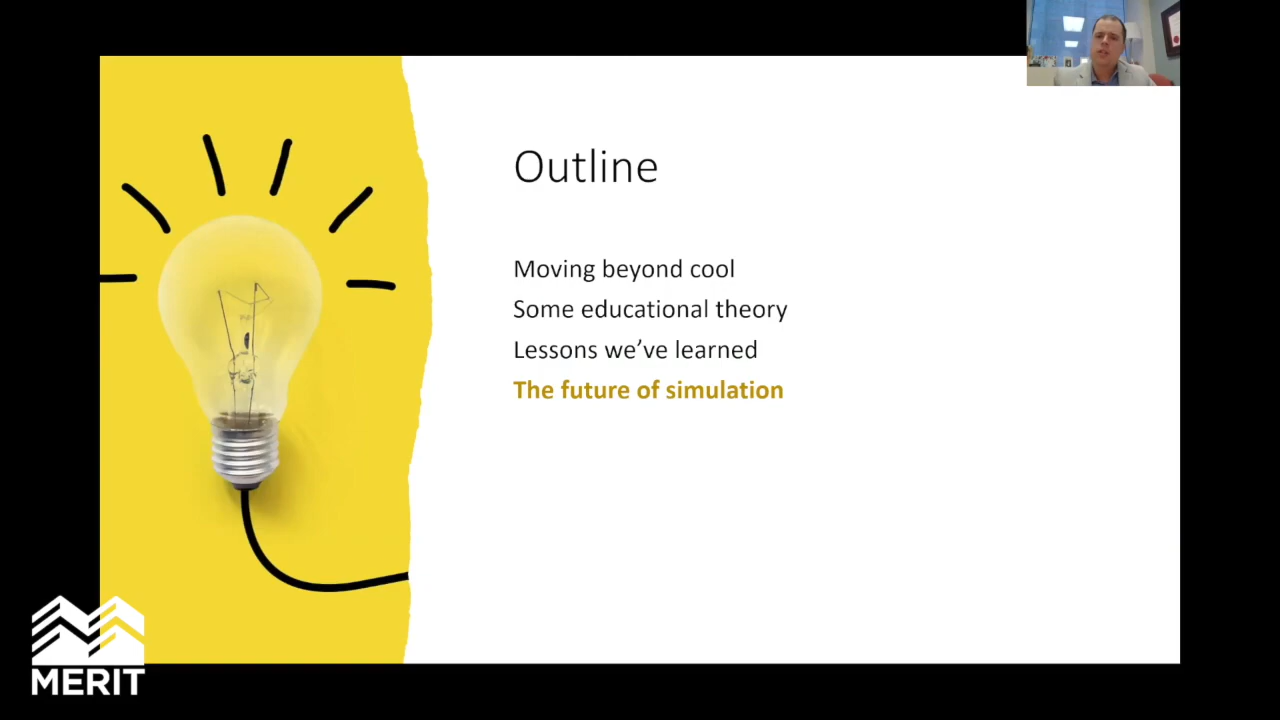 Outline
Moving beyond cool
Some educational theory
Lessons we’ve learned
The future of simulation
MERIT